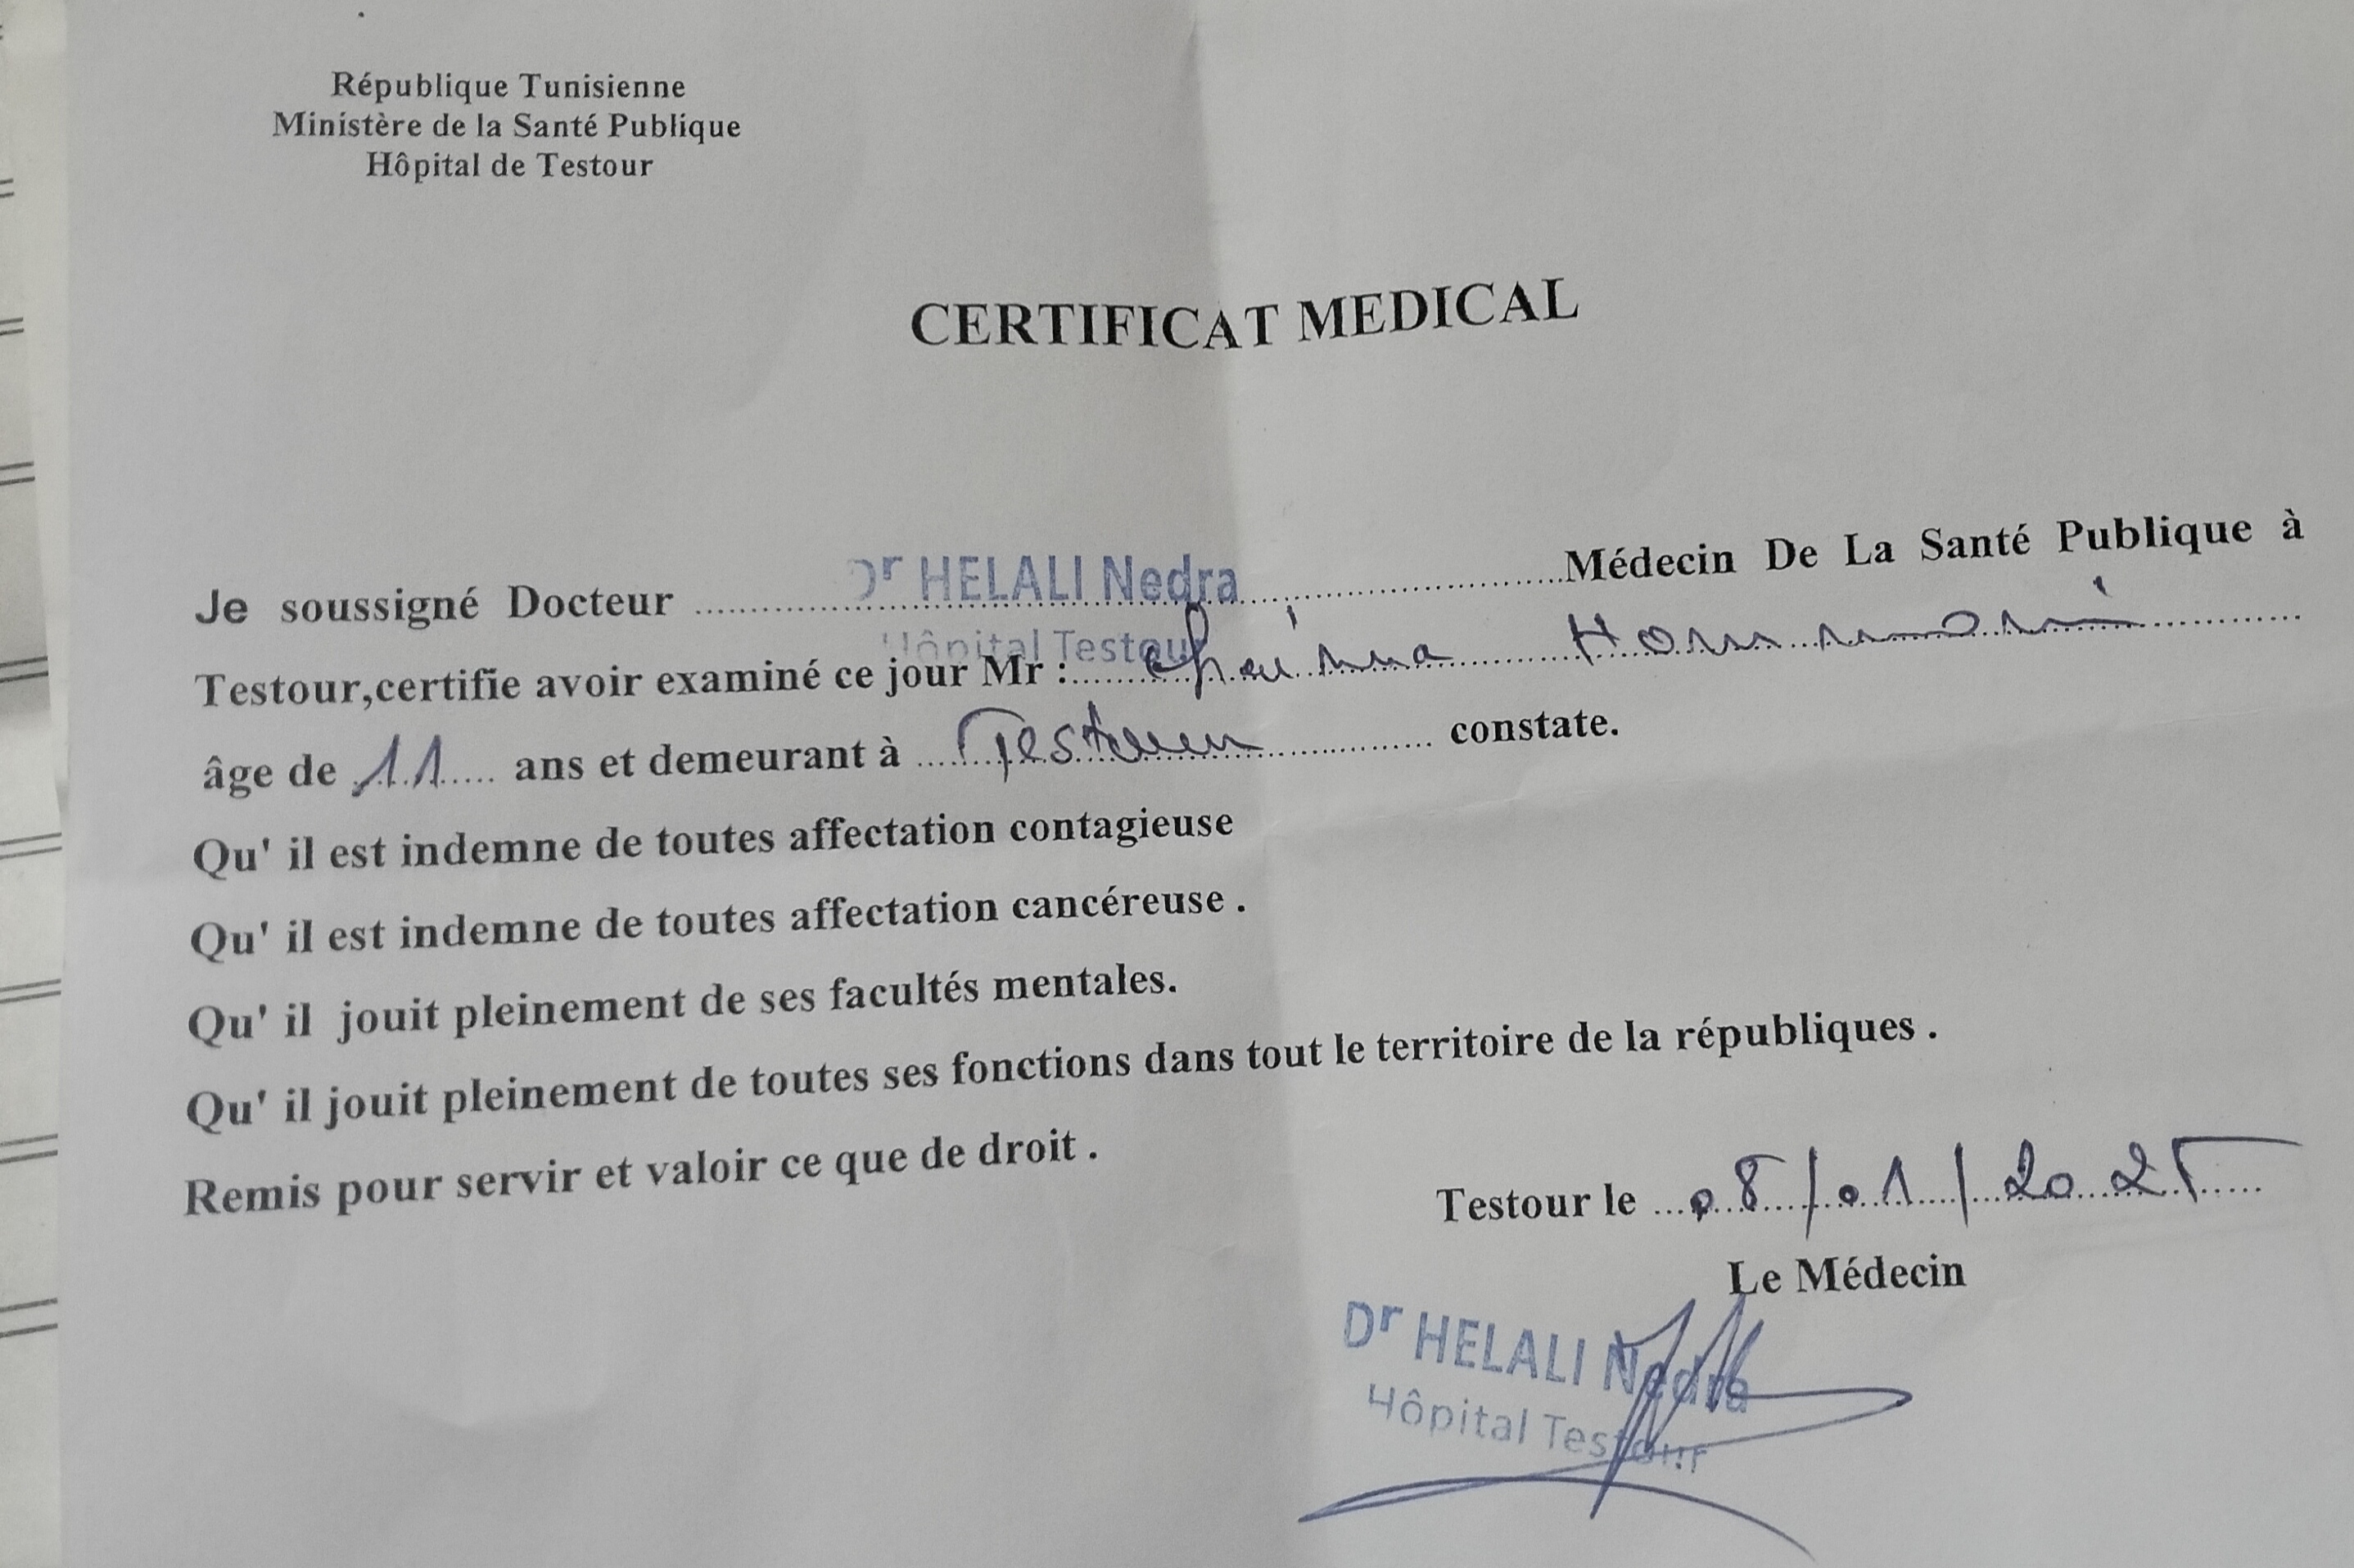 République Tunisienne
Ministère de la Santé Publique
Hôpital de Testour
CERTIFICAT MEDICAL
Je soussigné Docteur Dr HELALI Nedra Médecin De La Santé Publique à
Hôpital Testour
Testour,certifie avoir examiné ce jour Mr : Chaima Hammami
âge de 11 ans et demeurant à Testour constate.
Qu' il est indemne de toutes affectation contagieuse
Qu' il est indemne de toutes affectation cancéreuse .
Qu' il jouit pleinement de ses facultés mentales.
Qu' il jouit pleinement de toutes ses fonctions dans tout le territoire de la républiques .
Remis pour servir et valoir ce que de droit .
Testour le 08/01/2025
Le Médecin
Dr HELALI Nedra
Hôpital Testour